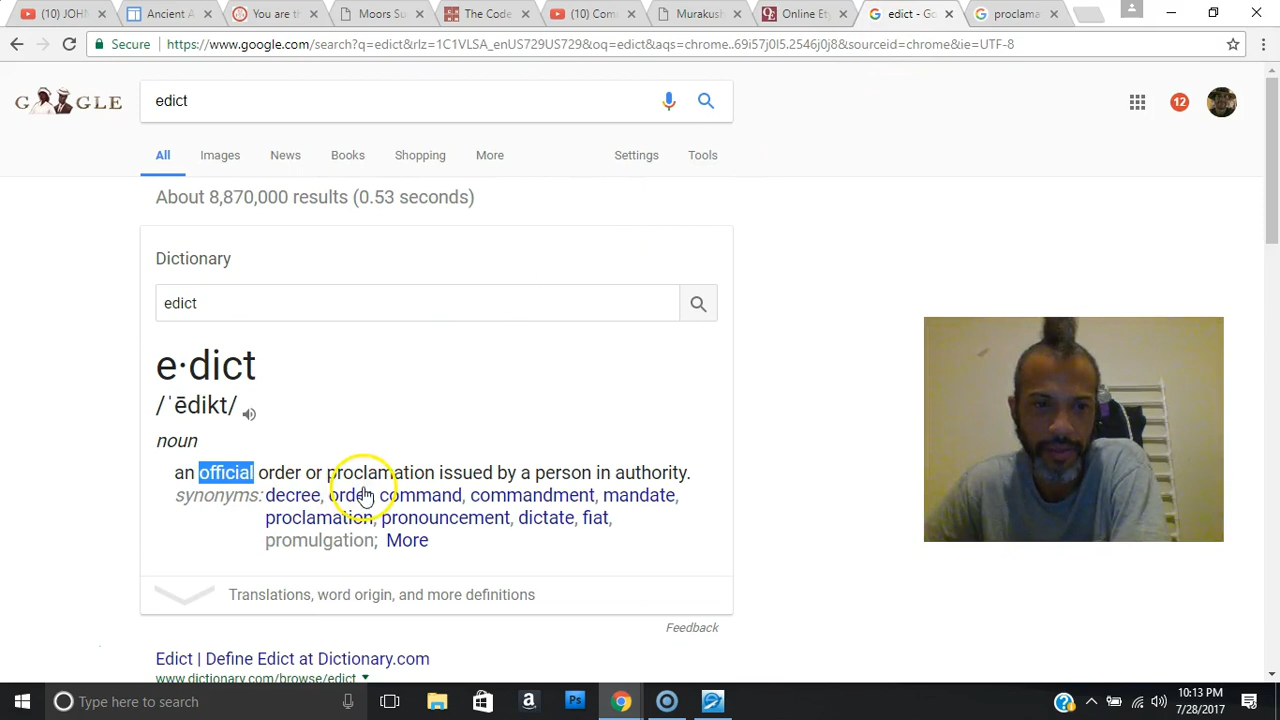 (10) JOHN
Ancient A
You are th
Moors Su
The Code
(10) Com
Murakush
Online Et
edict - Go
proclama
Secure
https://www.google.com/search?q=edict&rlz=1C1VLSA_enUS729US729&oq=edict&aqs=chrome..69i57j0l5.2546j0j8&sourceid=chrome&ie=UTF-8
GOOGLE
edict
12
All Images News Books Shopping More Settings Tools
About 8,870,000 results (0.53 seconds)
Dictionary
edict
e·dict
/ˈēdikt/
noun
an official order or proclamation issued by a person in authority.
synonyms: decree, order, command, commandment, mandate,
proclamation, pronouncement, dictate, fiat,
promulgation; More
Translations, word origin, and more definitions
Feedback
Edict | Define Edict at Dictionary.com
www.dictionary.com/browse/edict
Type here to search
10:13 PM
7/28/2017